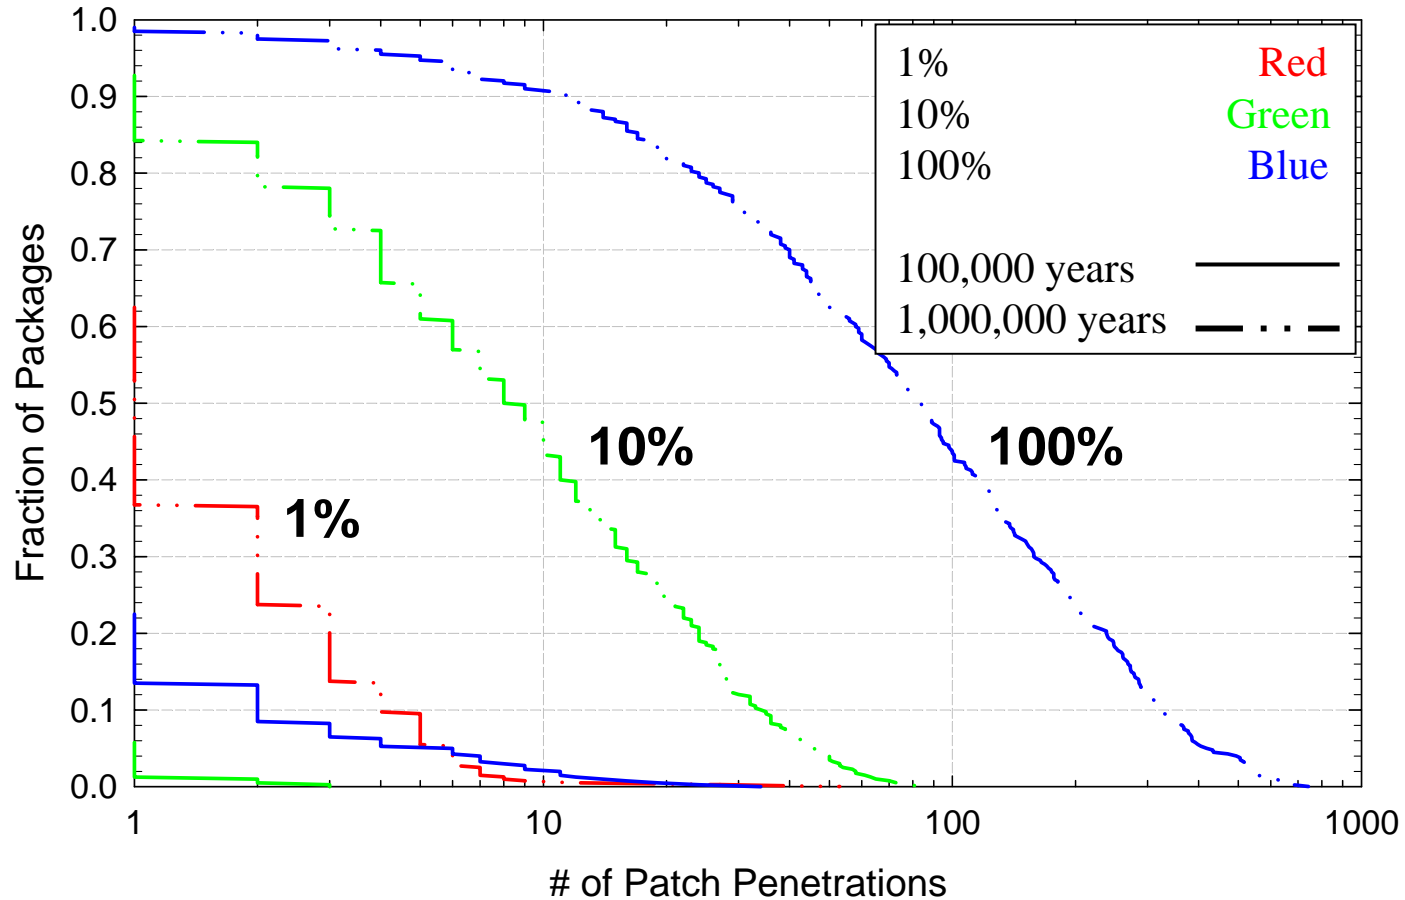 1.0
0.9
0.8
0.7
0.6
0.5
0.4
0.3
0.2
0.1
0.0
Fraction of Packages
1% Red
10% Green
100% Blue
100,000 years
1,000,000 years
1%
10%
100%
1 10 100 1000
# of Patch Penetrations